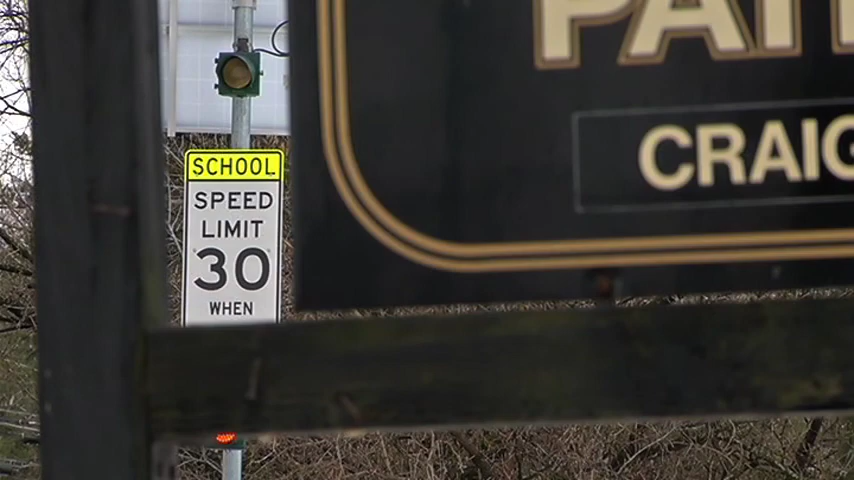 SCHOOL
SPEED
LIMIT
30
WHEN
CRAIG